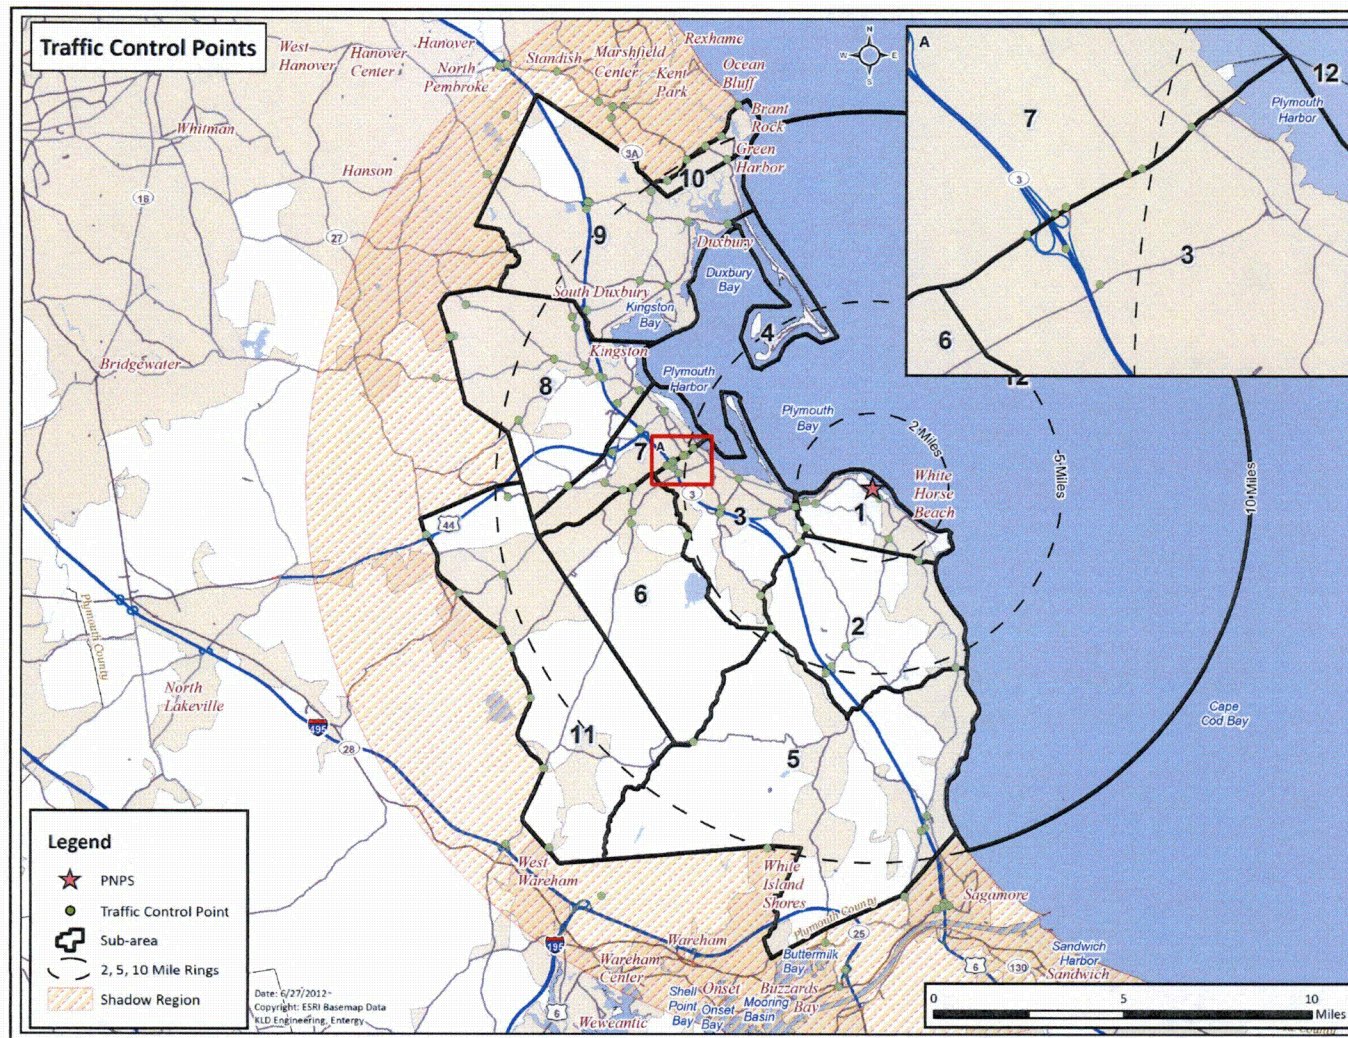 Traffic Control Points
West
Hanover
Hanover
Center
Hanover
North
Pembroke
Standish
Marshfield
Center
Kent
Park
Rexhame
Ocean
Bluff
Brant
Rock
Green
Harbor
N
W
E
S
A
7
12
Plymouth
Harbor
3
3
6
Whitman
Hanson
18
27
3A
10
9
Duxbury
Duxbury
Bay
South Duxbury
Kingston
Bay
4
Kingston
Plymouth
Harbor
12
Bridgewater
8
Plymouth
Bay
2 Miles
5 Miles
10 Miles
7
A
White
Horse
Beach
3
3
1
44
6
2
Plymouth County
North
Lakeville
495
28
11
5
Cape
Cod Bay
West
Wareham
White
Island
Shores
Plymouth County
Sagamore
25
195
Wareham
Wareham
Center
Buttermilk
Bay
6
130
Sandwich
Harbor
Sandwich
Shell
Point
Bay
Onset
Onset
Bay
Mooring
Basin
Buzzards
Bay
6
Weweantic
Legend
PNPS
Traffic Control Point
Sub-area
2, 5, 10 Mile Rings
Shadow Region
Date: 6/27/2012
Copyright: ESRI Basemap Data
KLD Engineering, Entergy
0 5 10
Miles